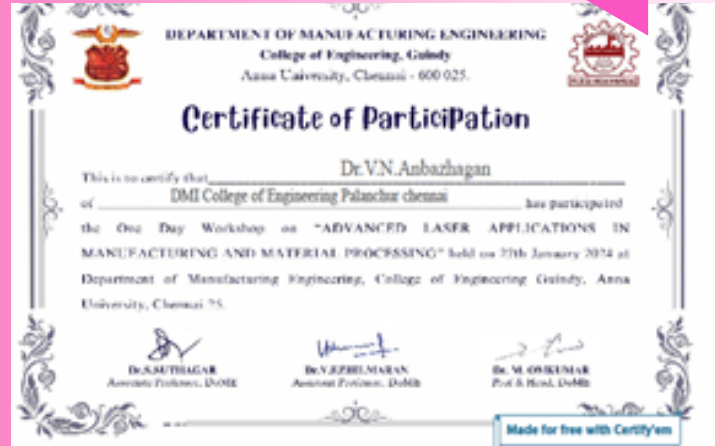 DEPARTMENT OF MANUFACTURING ENGINEERING
College of Engineering, Guindy
Anna University, Chennai - 600 025.
Certificate of ParticiPation
This is to certify that Dr.V.N.Anbazhagan
of DMI College of Engineering Palanchur chennai has participated
the One Day Workshop on "ADVANCED LASER APPLICATIONS IN
MANUFACTURING AND MATERIAL PROCESSING" held on 27th January 2024 at
Department of Manufacturing Engineering, College of Engineering Guindy, Anna
University, Chennai 25.
Dr.S.SUTHAGAR Dr.V.EZHILMARAN Dr. M. OMKUMAR
Associate Professor, DoME Assistant Professor, DoME Prof & Head, DoME
Made for free with Certify'em